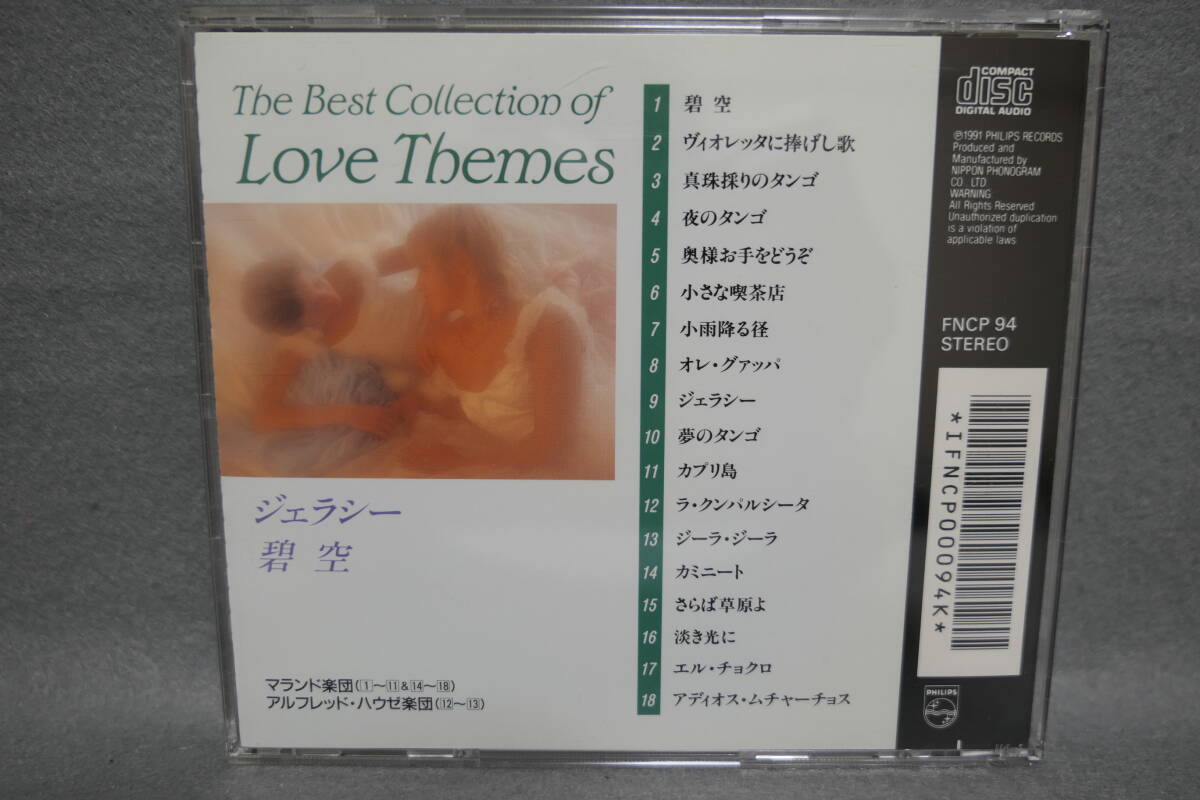 The Best Collection of
Love Themes
ジェラシー
碧空
マランド楽団(1〜11&14〜18)
アルフレッド・ハウゼ楽団(12〜13)
1 碧空
2 ヴィオレッタに捧げし歌
3 真珠採りのタンゴ
4 夜のタンゴ
5 奥様お手をどうぞ
6 小さな喫茶店
7 小雨降る径
8 オレ・グァッパ
9 ジェラシー
10 夢のタンゴ
11 カプリ島
12 ラ・クンパルシータ
13 ジーラ・ジーラ
14 カミニート
15 さらば草原よ
16 淡き光に
17 エル・チョクロ
18 アディオス・ムチャーチョス
COMPACT
disc
DIGITAL AUDIO
℗1991 PHILIPS RECORDS
Produced and
Manufactured by
NIPPON PHONOGRAM
CO. LTD
WARNING
All Rights Reserved
Unauthorized duplication
is a violation of
applicable laws
FNCP 94
STEREO
*IFNCP00094K*
PHILIPS